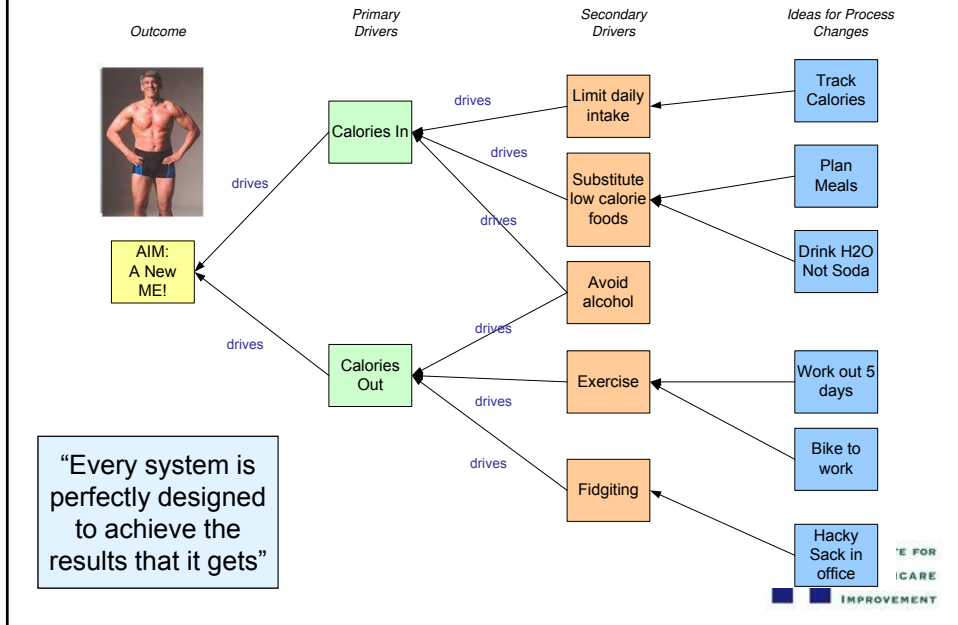 Outcome
Primary
Drivers
Secondary
Drivers
Ideas for Process
Changes
AIM:
A New
ME!
drives
drives
Calories In
Calories
Out
drives
drives
drives
drives
drives
drives
Limit daily
intake
Substitute
low calorie
foods
Avoid
alcohol
Exercise
Fidgiting
Track
Calories
Plan
Meals
Drink H2O
Not Soda
Work out 5
days
Bike to
work
Hacky
Sack in
office
“Every system is
perfectly designed
to achieve the
results that it gets”
E FOR
CARE
IMPROVEMENT